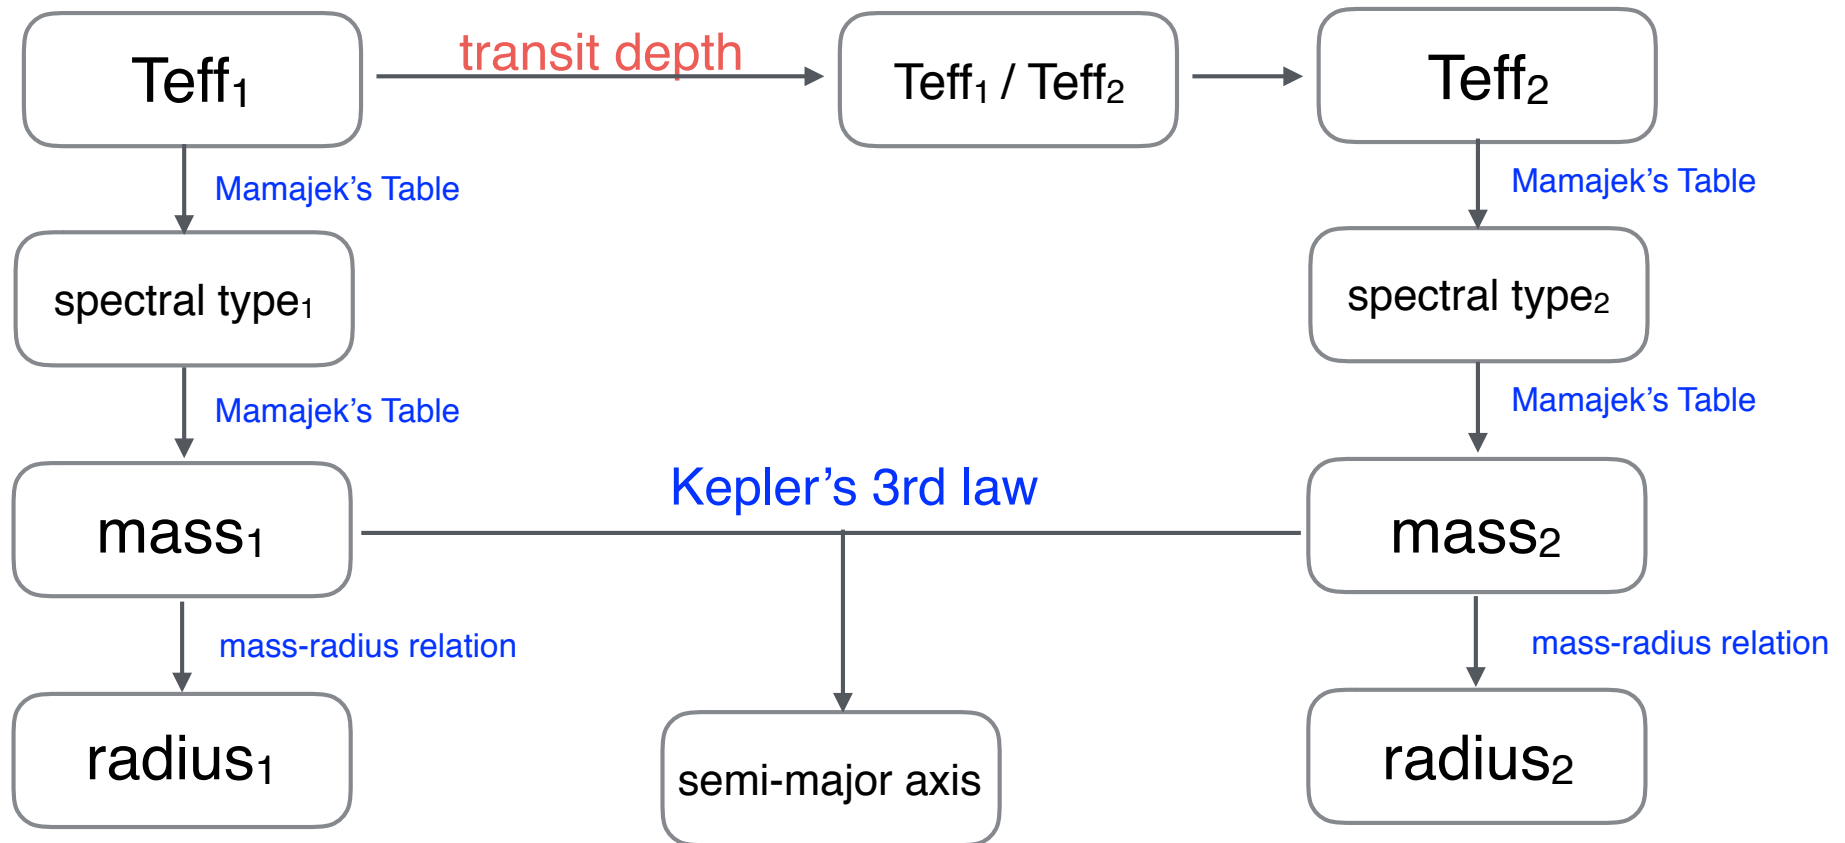 Teff₁
transit depth
Teff₁ / Teff₂
Teff₂
Mamajek’s Table
Mamajek’s Table
spectral type₁
spectral type₂
Mamajek’s Table
Mamajek’s Table
mass₁
Kepler’s 3rd law
mass₂
mass-radius relation
mass-radius relation
radius₁
semi-major axis
radius₂